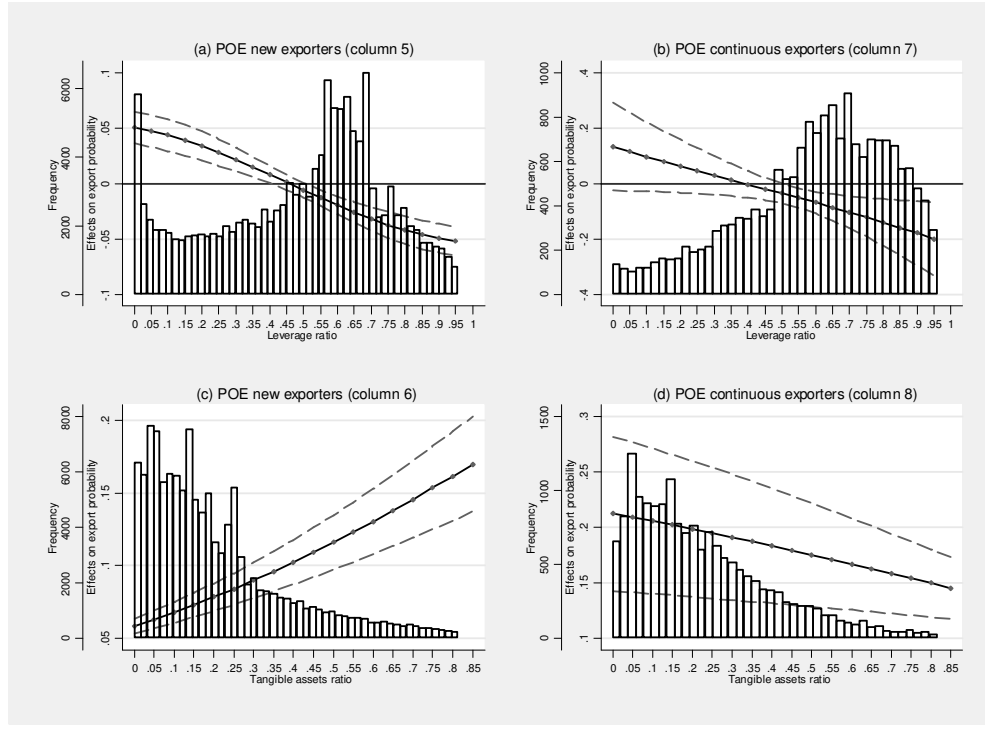 (a) POE new exporters (column 5)
Frequency
0 2000 4000 6000
Effects on export probability
-.1 -.05 0 .05 .1
0 .05 .1 .15 .2 .25 .3 .35 .4 .45 .5 .55 .6 .65 .7 .75 .8 .85 .9 .95 1
Leverage ratio
(b) POE continuous exporters (column 7)
Frequency
0 200 400 600 800 1000
Effects on export probability
-.4 -.2 0 .2 .4
0 .05 .1 .15 .2 .25 .3 .35 .4 .45 .5 .55 .6 .65 .7 .75 .8 .85 .9 .95 1
Leverage ratio
(c) POE new exporters (column 6)
Frequency
0 2000 4000 6000 8000
Effects on export probability
.05 .1 .15 .2
0 .05 .1 .15 .2 .25 .3 .35 .4 .45 .5 .55 .6 .65 .7 .75 .8 .85
Tangible assets ratio
(d) POE continuous exporters (column 8)
Frequency
0 500 1000 1500
Effects on export probability
.1 .15 .2 .25 .3
0 .05 .1 .15 .2 .25 .3 .35 .4 .45 .5 .55 .6 .65 .7 .75 .8 .85
Tangible assets ratio